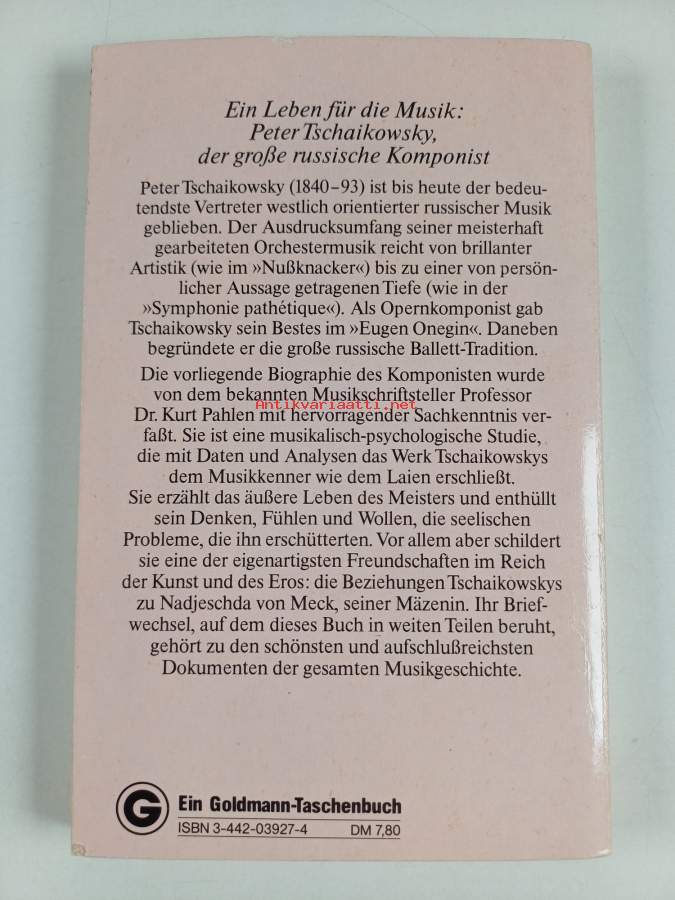 Ein Leben für die Musik:
Peter Tschaikowsky,
der große russische Komponist
Peter Tschaikowsky (1840–93) ist bis heute der bedeu-
tendste Vertreter westlich orientierter russischer Musik
geblieben. Der Ausdrucksumfang seiner meisterhaft
gearbeiteten Orchestermusik reicht von brillanter
Artistik (wie im »Nußknacker«) bis zu einer von persön-
licher Aussage getragenen Tiefe (wie in der
»Symphonie pathétique«). Als Opernkomponist gab
Tschaikowsky sein Bestes im »Eugen Onegin«. Daneben
begründete er die große russische Ballett-Tradition.
Die vorliegende Biographie des Komponisten wurde
von dem bekannten Musikschriftsteller Professor
Antikvariaatti.net
Dr. Kurt Pahlen mit hervorragender Sachkenntnis ver-
faßt. Sie ist eine musikalisch-psychologische Studie,
die mit Daten und Analysen das Werk Tschaikowskys
dem Musikkenner wie dem Laien erschließt.
Sie erzählt das äußere Leben des Meisters und enthüllt
sein Denken, Fühlen und Wollen, die seelischen
Probleme, die ihn erschütterten. Vor allem aber schildert
sie eine der eigenartigsten Freundschaften im Reich
der Kunst und des Eros: die Beziehungen Tschaikowskys
zu Nadjeschda von Meck, seiner Mäzenin. Ihr Brief-
wechsel, auf dem dieses Buch in weiten Teilen beruht,
gehört zu den schönsten und aufschlußreichsten
Dokumenten der gesamten Musikgeschichte.
G Ein Goldmann-Taschenbuch
ISBN 3-442-03927-4 DM 7,80